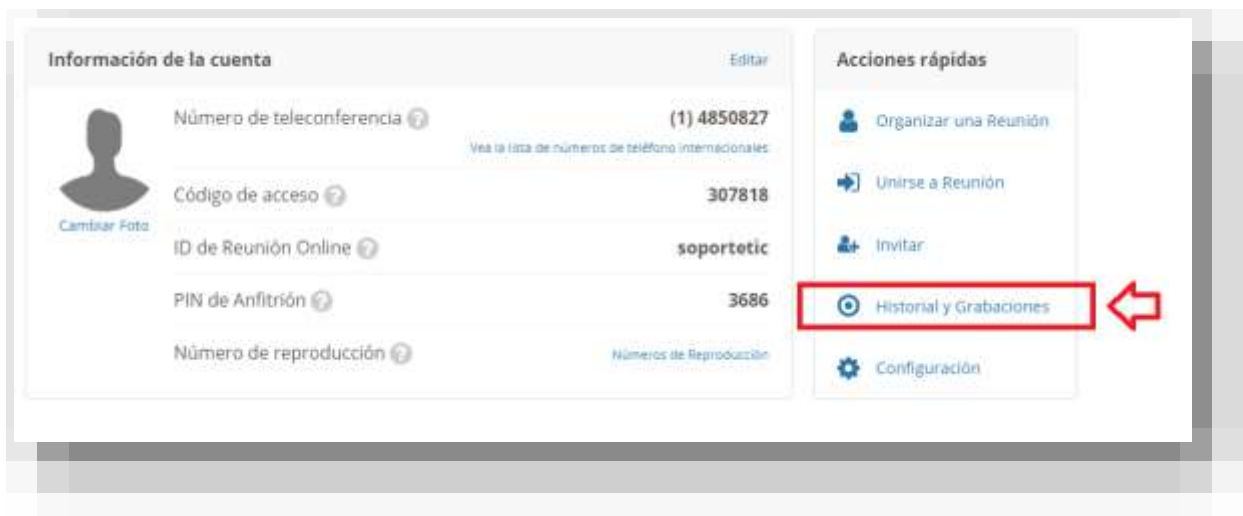 Información de la cuenta
Editar
Número de teleconferencia ?
(1) 4850827
Vea la lista de números de teléfono internacionales
Código de acceso ?
307818
Cambiar Foto
ID de Reunión Online ?
soportetic
PIN de Anfitrión ?
3686
Número de reproducción ?
Números de Reproducción
Acciones rápidas
Organizar una Reunión
Unirse a Reunión
Invitar
Historial y Grabaciones
Configuración